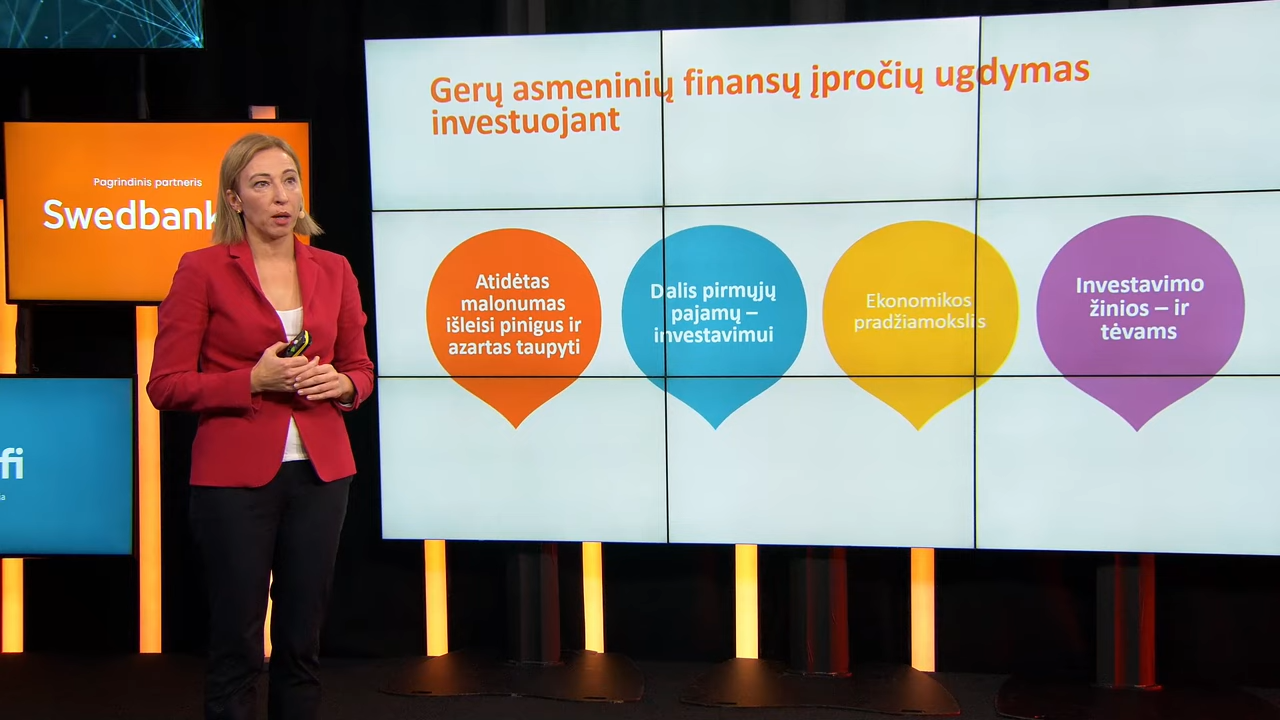 Pagrindinis partneris
Swedbank
fi
Gerų asmeninių finansų įpročių ugdymas
investuojant
Atidėtas
malonumas
išleisi pinigus ir
azartas taupyti
Dalis pirmųjų
pajamų –
investavimui
Ekonomikos
pradžiamokslis
Investavimo
žinios – ir
tėvams